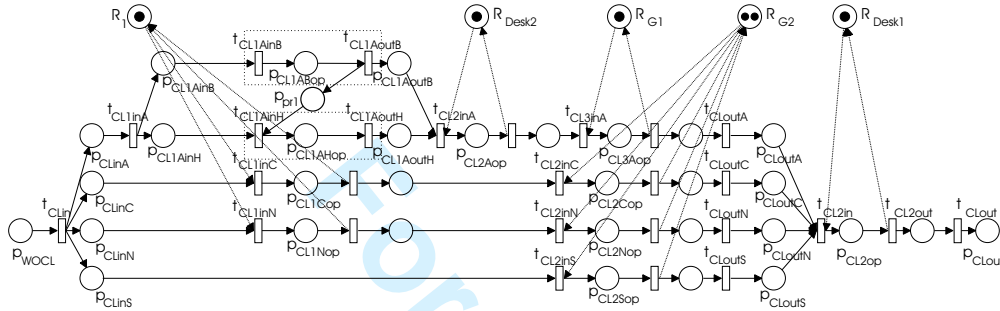 R1 RDesk2 RG1 RG2 RDesk1
tCL1AinB tCL1AoutB
pCL1AinB pCL1ABop pCL1AoutB
ppr1
tCL1inA tCL1AinH tCL1AoutH tCL2inA tCL3inA tCLoutA
pCLinA pCL1AinH pCL1AHop pCL1AoutH pCL2Aop pCL3Aop pCLoutA
tCL1inC tCL2inC tCLoutC
pCLinC pCL1Cop pCL2Cop pCLoutC
tCLin tCL1inN tCL2inN tCLoutN tCL2in tCL2out tCLout
pWOCL pCLinN pCL1Nop pCL2Nop pCLoutN pCL2op pCLou
tCL2inS tCLoutS
pCLinS pCL2Sop pCLoutS
For